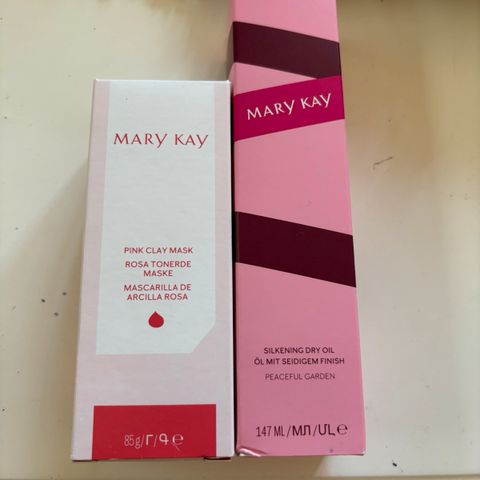 MARY KAY
PINK CLAY MASK
ROSA TONERDE
MASKE
MASCARILLA DE
ARCILLA ROSA
85g/Г/Գ℮
MARY KAY
SILKENING DRY OIL
ÖL MIT SEIDIGEM FINISH
PEACEFUL GARDEN
147 ML/МЛ/ՄԼ℮